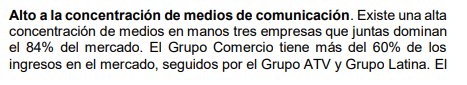 Alto a la concentración de medios de comunicación. Existe una alta
concentración de medios en manos tres empresas que juntas dominan
el 84% del mercado. El Grupo Comercio tiene más del 60% de los
ingresos en el mercado, seguidos por el Grupo ATV y Grupo Latina. El